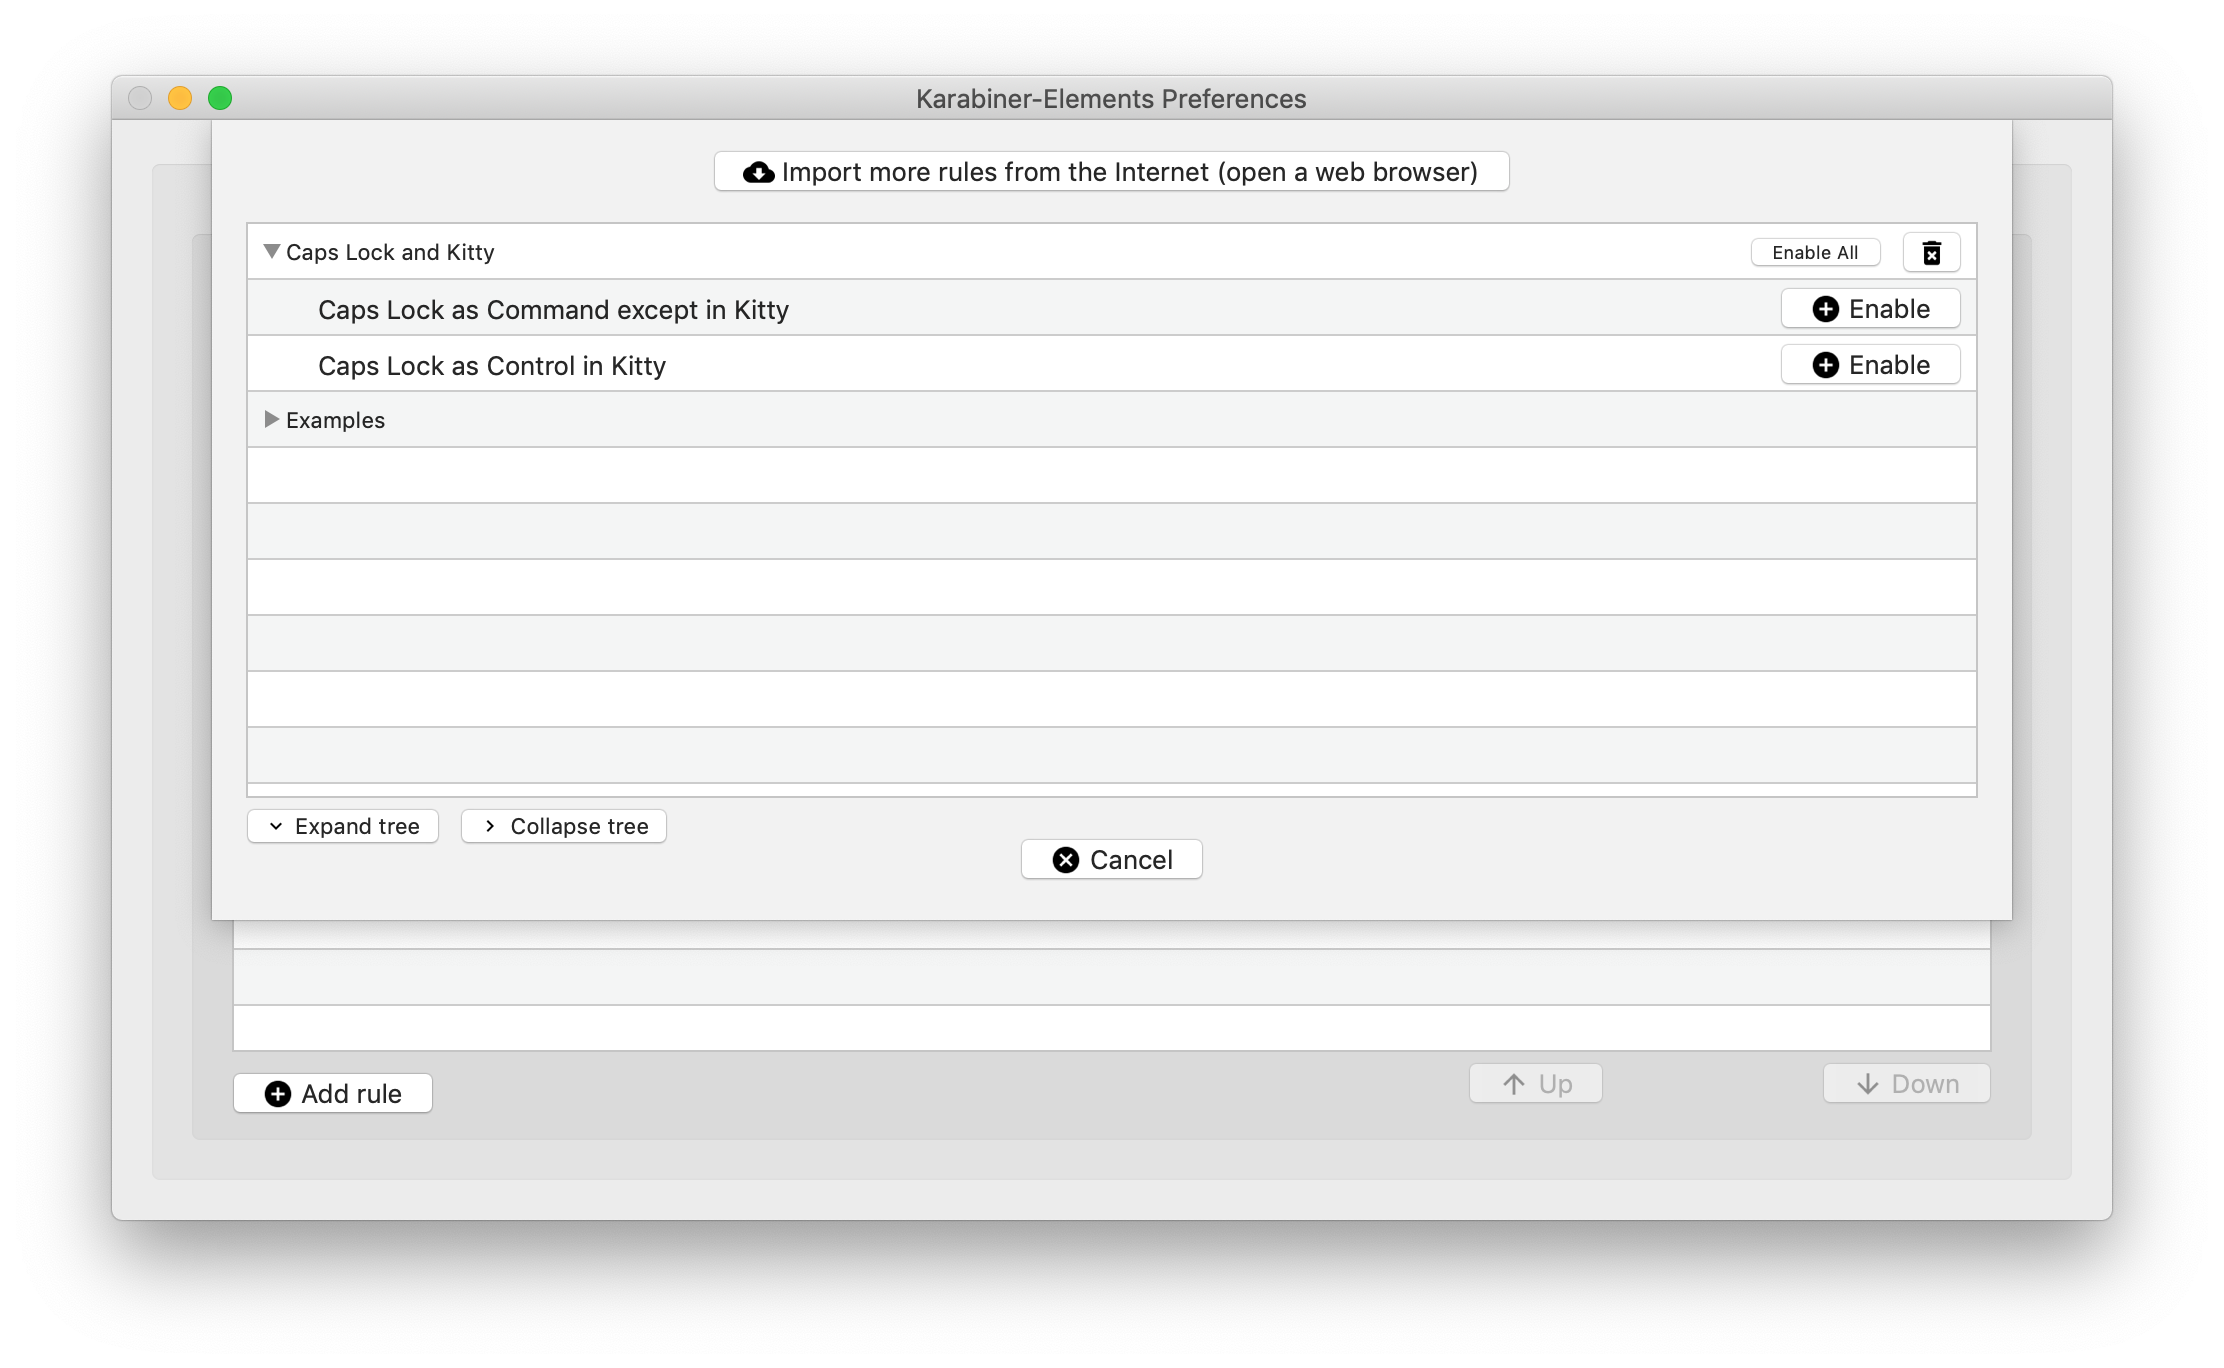 Karabiner-Elements Preferences
Import more rules from the Internet (open a web browser)
Caps Lock and Kitty Enable All
Caps Lock as Command except in Kitty Enable
Caps Lock as Control in Kitty Enable
Examples
Expand tree Collapse tree
Cancel
Add rule Up Down